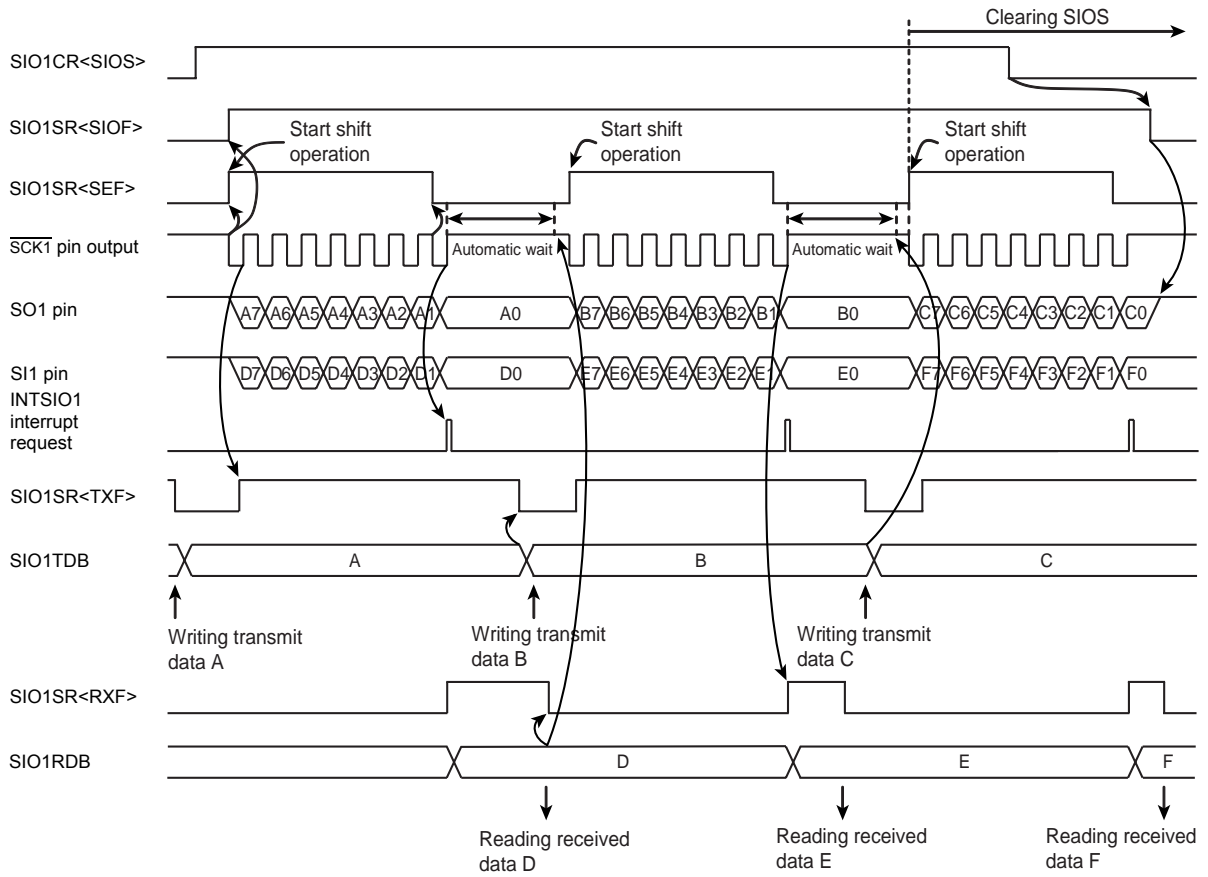 Clearing SIOS
SIO1CR<SIOS>
SIO1SR<SIOF>
Start shift
operation
Start shift
operation
Start shift
operation
SIO1SR<SEF>
SCK1 pin output
Automatic wait
Automatic wait
SO1 pin
A7 A6 A5 A4 A3 A2 A1 A0 B7 B6 B5 B4 B3 B2 B1 B0 C7 C6 C5 C4 C3 C2 C1 C0
SI1 pin
D7 D6 D5 D4 D3 D2 D1 D0 E7 E6 E5 E4 E3 E2 E1 E0 F7 F6 F5 F4 F3 F2 F1 F0
INTSIO1
interrupt
request
SIO1SR<TXF>
SIO1TDB
A B C
Writing transmit
data A
Writing transmit
data B
Writing transmit
data C
SIO1SR<RXF>
SIO1RDB
D E F
Reading received
data D
Reading received
data E
Reading received
data F